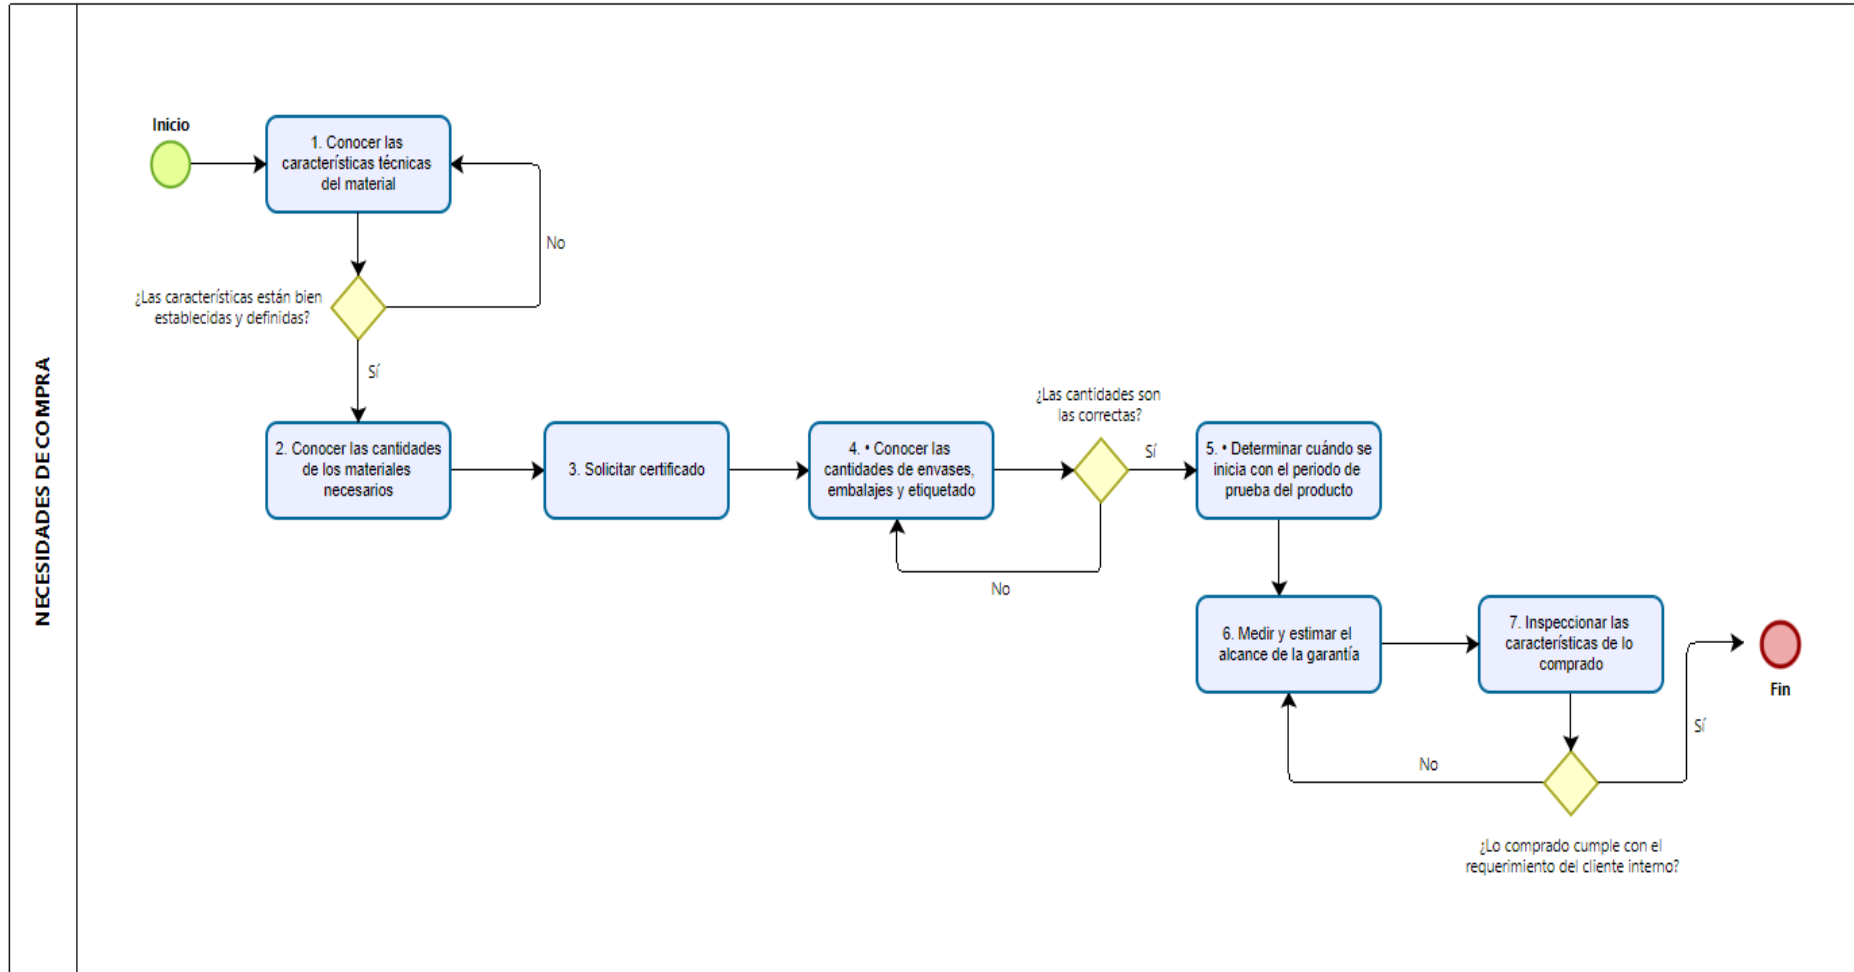 NECESIDADES DE COMPRA
Inicio
1. Conocer las
características técnicas
del material
No
¿Las características están bien
establecidas y definidas?
Sí
2. Conocer las cantidades
de los materiales
necesarios
3. Solicitar certificado
4. • Conocer las
cantidades de envases,
embalajes y etiquetado
¿Las cantidades son
las correctas?
Sí
No
5. • Determinar cuándo se
inicia con el periodo de
prueba del producto
6. Medir y estimar el
alcance de la garantía
7. Inspeccionar las
características de lo
comprado
No
Sí
Fin
¿Lo comprado cumple con el
requerimiento del cliente interno?